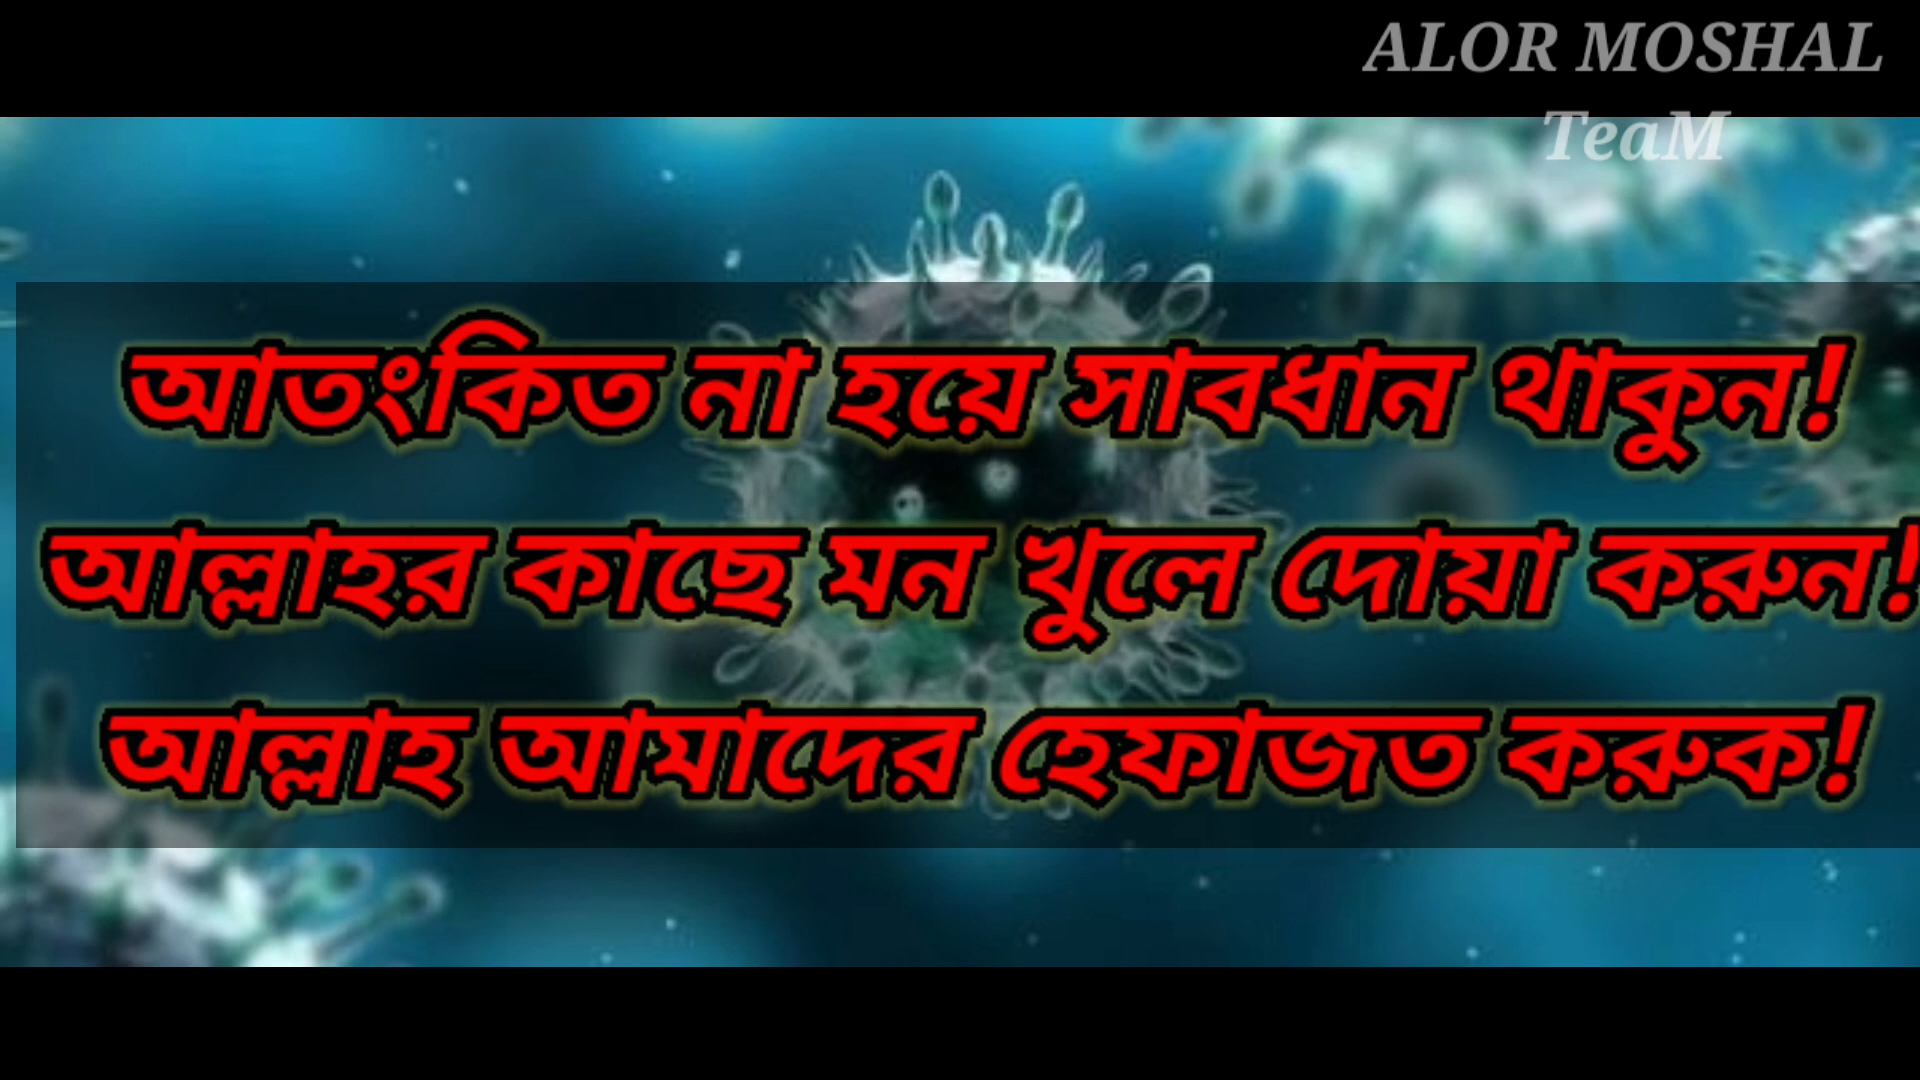 ALOR MOSHAL
TeaM
আতংকিত না হয়ে সাবধান থাকুন!
আল্লাহর কাছে মন খুলে দোয়া করুন!
আল্লাহ আমাদের হেফাজত করুক!